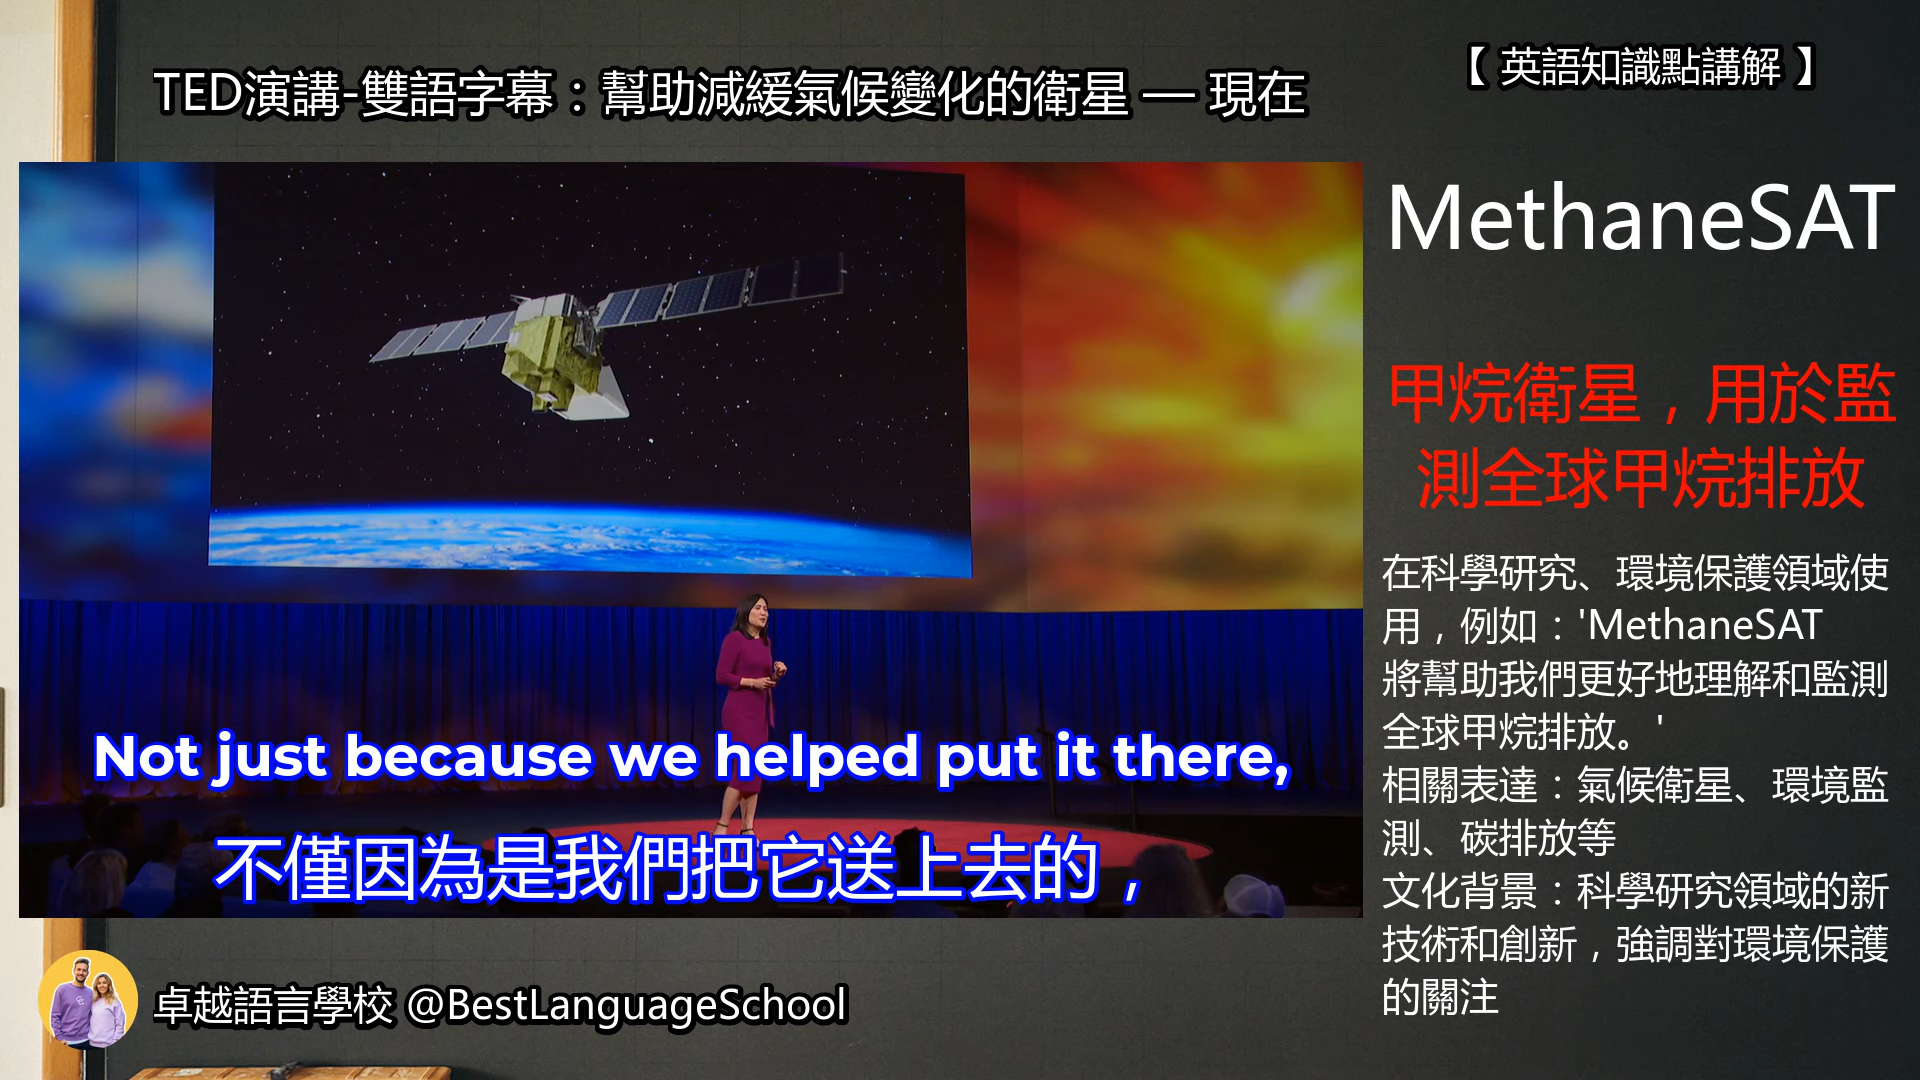 TED演講-雙語字幕：幫助減緩氣候變化的衛星 — 現在
【 英語知識點講解 】
MethaneSAT
甲烷衛星，用於監
測全球甲烷排放
在科學研究、環境保護領域使
用，例如：'MethaneSAT
將幫助我們更好地理解和監測
全球甲烷排放。'
相關表達：氣候衛星、環境監
測、碳排放等
文化背景：科學研究領域的新
技術和創新，強調對環境保護
的關注
Not just because we helped put it there,
不僅因為是我們把它送上去的，
卓越語言學校 @BestLanguageSchool